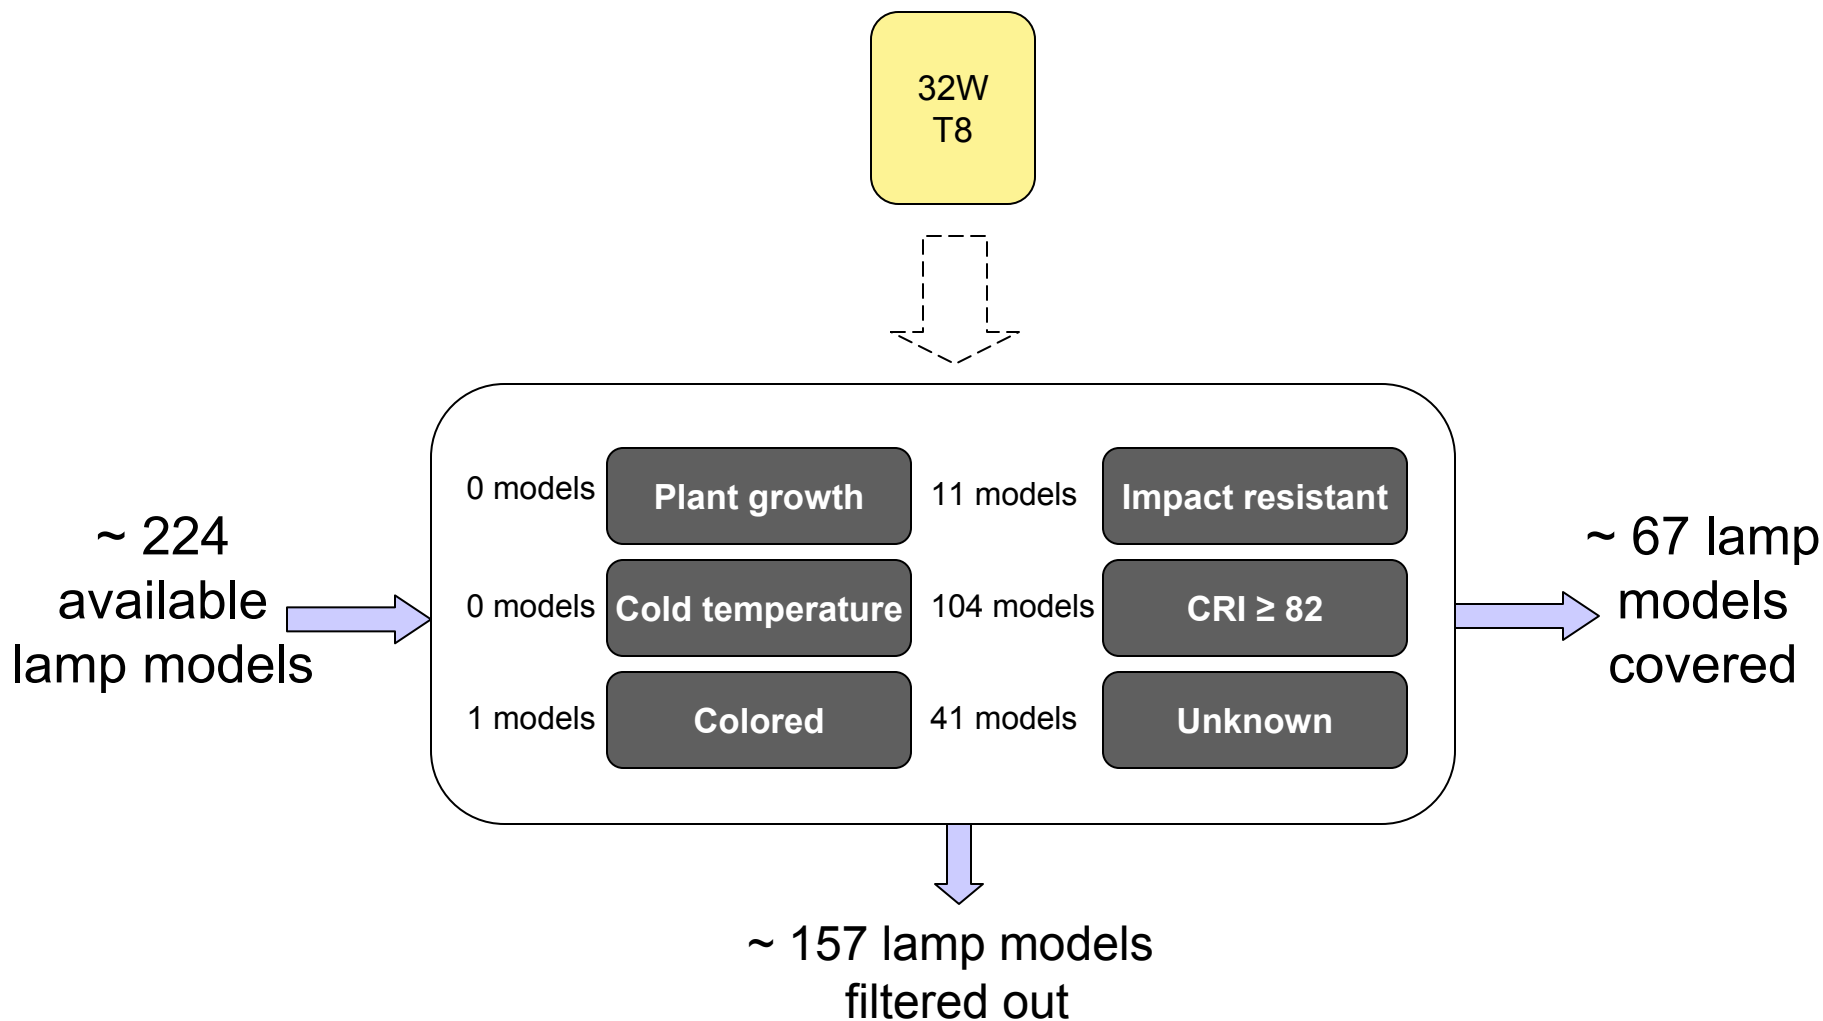 32W
T8
0 models
Plant growth
11 models
Impact resistant
~ 224
available
lamp models
0 models
Cold temperature
104 models
CRI ≥ 82
~ 67 lamp
models
covered
1 models
Colored
41 models
Unknown
~ 157 lamp models
filtered out